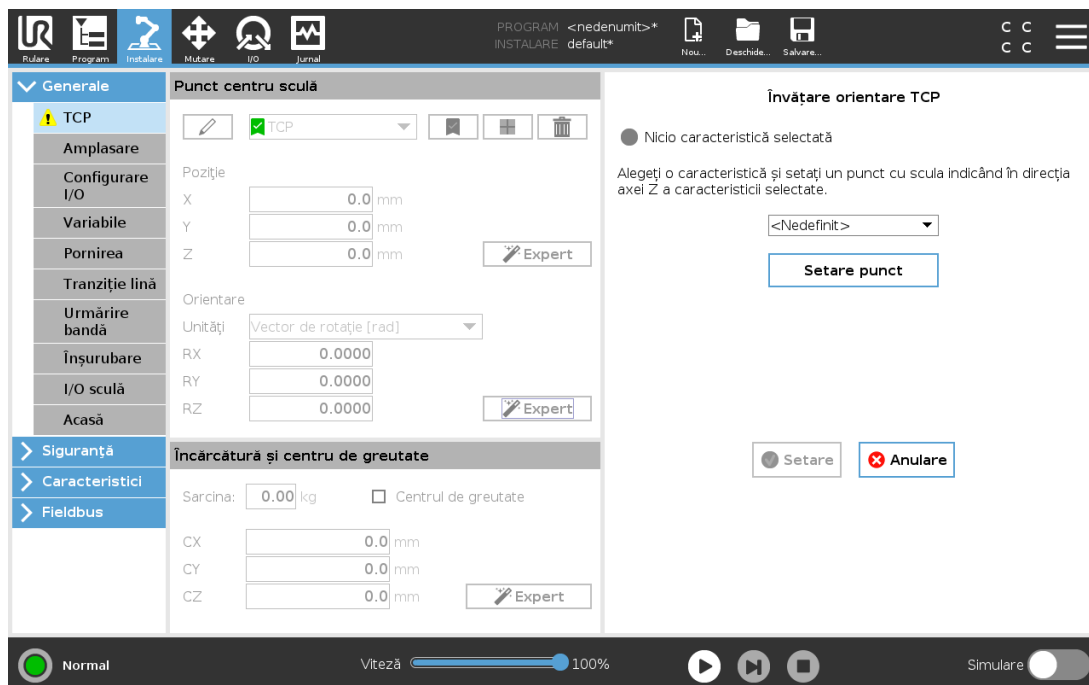 PROGRAM <nedenumit>*
INSTALARE default*
Rulare Program Instalare Mutare I/O Jurnal
Nou... Deschide... Salvare...
C C
C C
Generale
TCP
Amplasare
Configurare
I/O
Variabile
Pornirea
Tranziție lină
Urmărire
bandă
Înșurubare
I/O sculă
Acasă
Siguranță
Caracteristici
Fieldbus
Punct centru sculă
TCP
Poziție
X 0.0 mm
Y 0.0 mm
Z 0.0 mm Expert
Orientare
Unități Vector de rotație [rad]
RX 0.0000
RY 0.0000
RZ 0.0000 Expert
Încărcătură și centru de greutate
Sarcina: 0.00 kg Centrul de greutate
CX 0.0 mm
CY 0.0 mm
CZ 0.0 mm Expert
Învățare orientare TCP
Nicio caracteristică selectată
Alegeți o caracteristică și setați un punct cu scula indicând în direcția
axei Z a caracteristicii selectate.
<Nedefinit>
Setare punct
Setare Anulare
Normal Viteză 100% Simulare